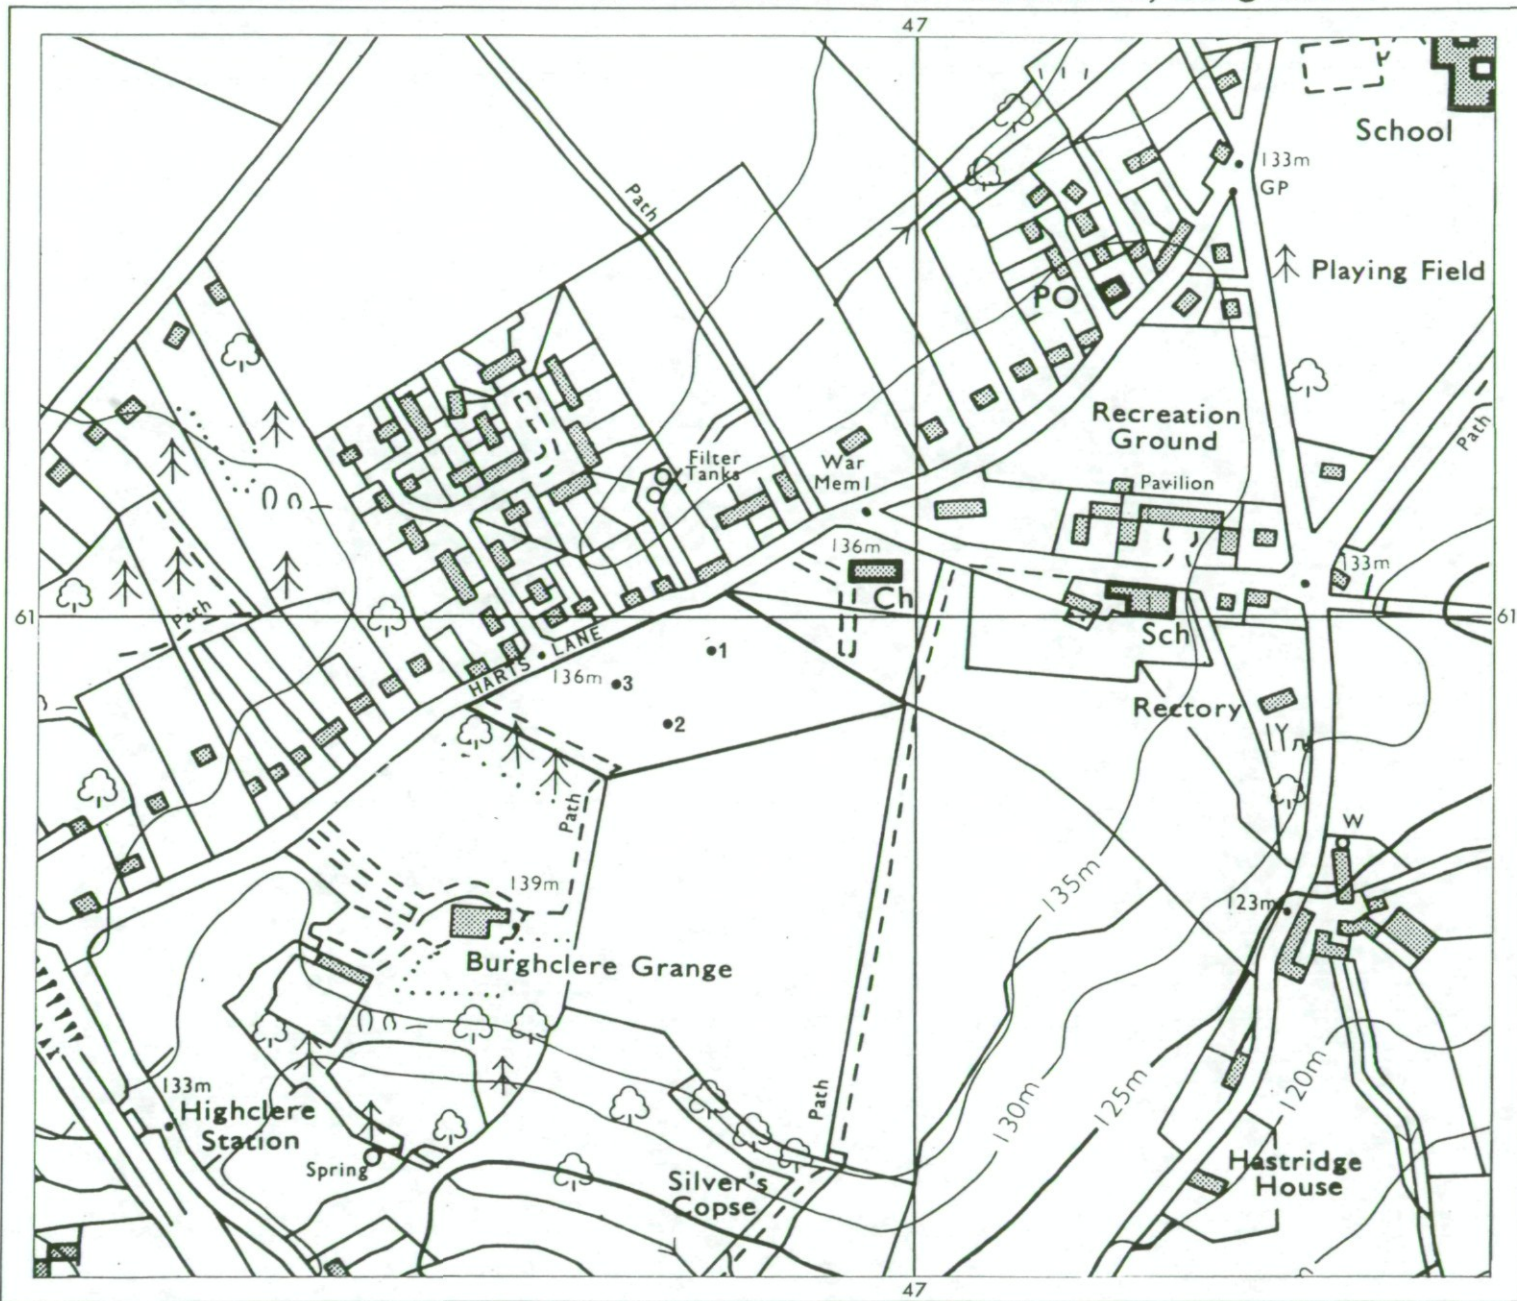 47
School
133m
GP
Path
Playing Field
PO
Recreation
Ground
Path
Filter
Tanks
War
Meml
Pavilion
136m
133m
Ch
Path
61
61
Sch
1
HARTS LANE
136m
3
2
Rectory
Path
W
139m
135m
123m
Burghclere Grange
133m
Highclere
Station
Path
130m
125m
120m
Spring
Silver's
Copse
Hastridge
House
47